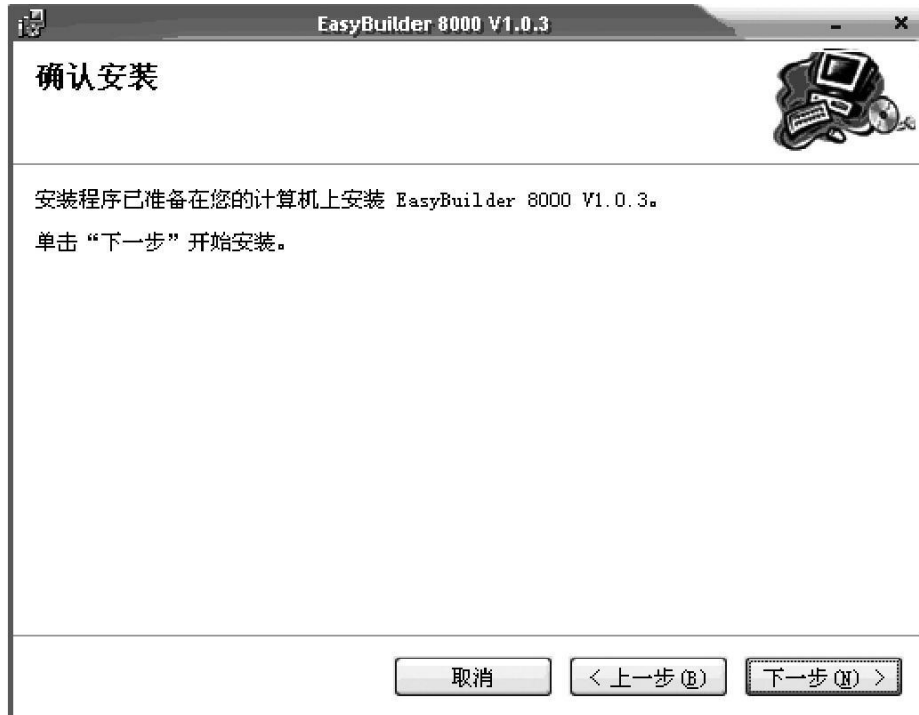 EasyBuilder 8000 V1.0.3
确认安装
安装程序已准备在您的计算机上安装 EasyBuilder 8000 V1.0.3。
单击“下一步”开始安装。
取消
< 上一步(B)
下一步(N) >